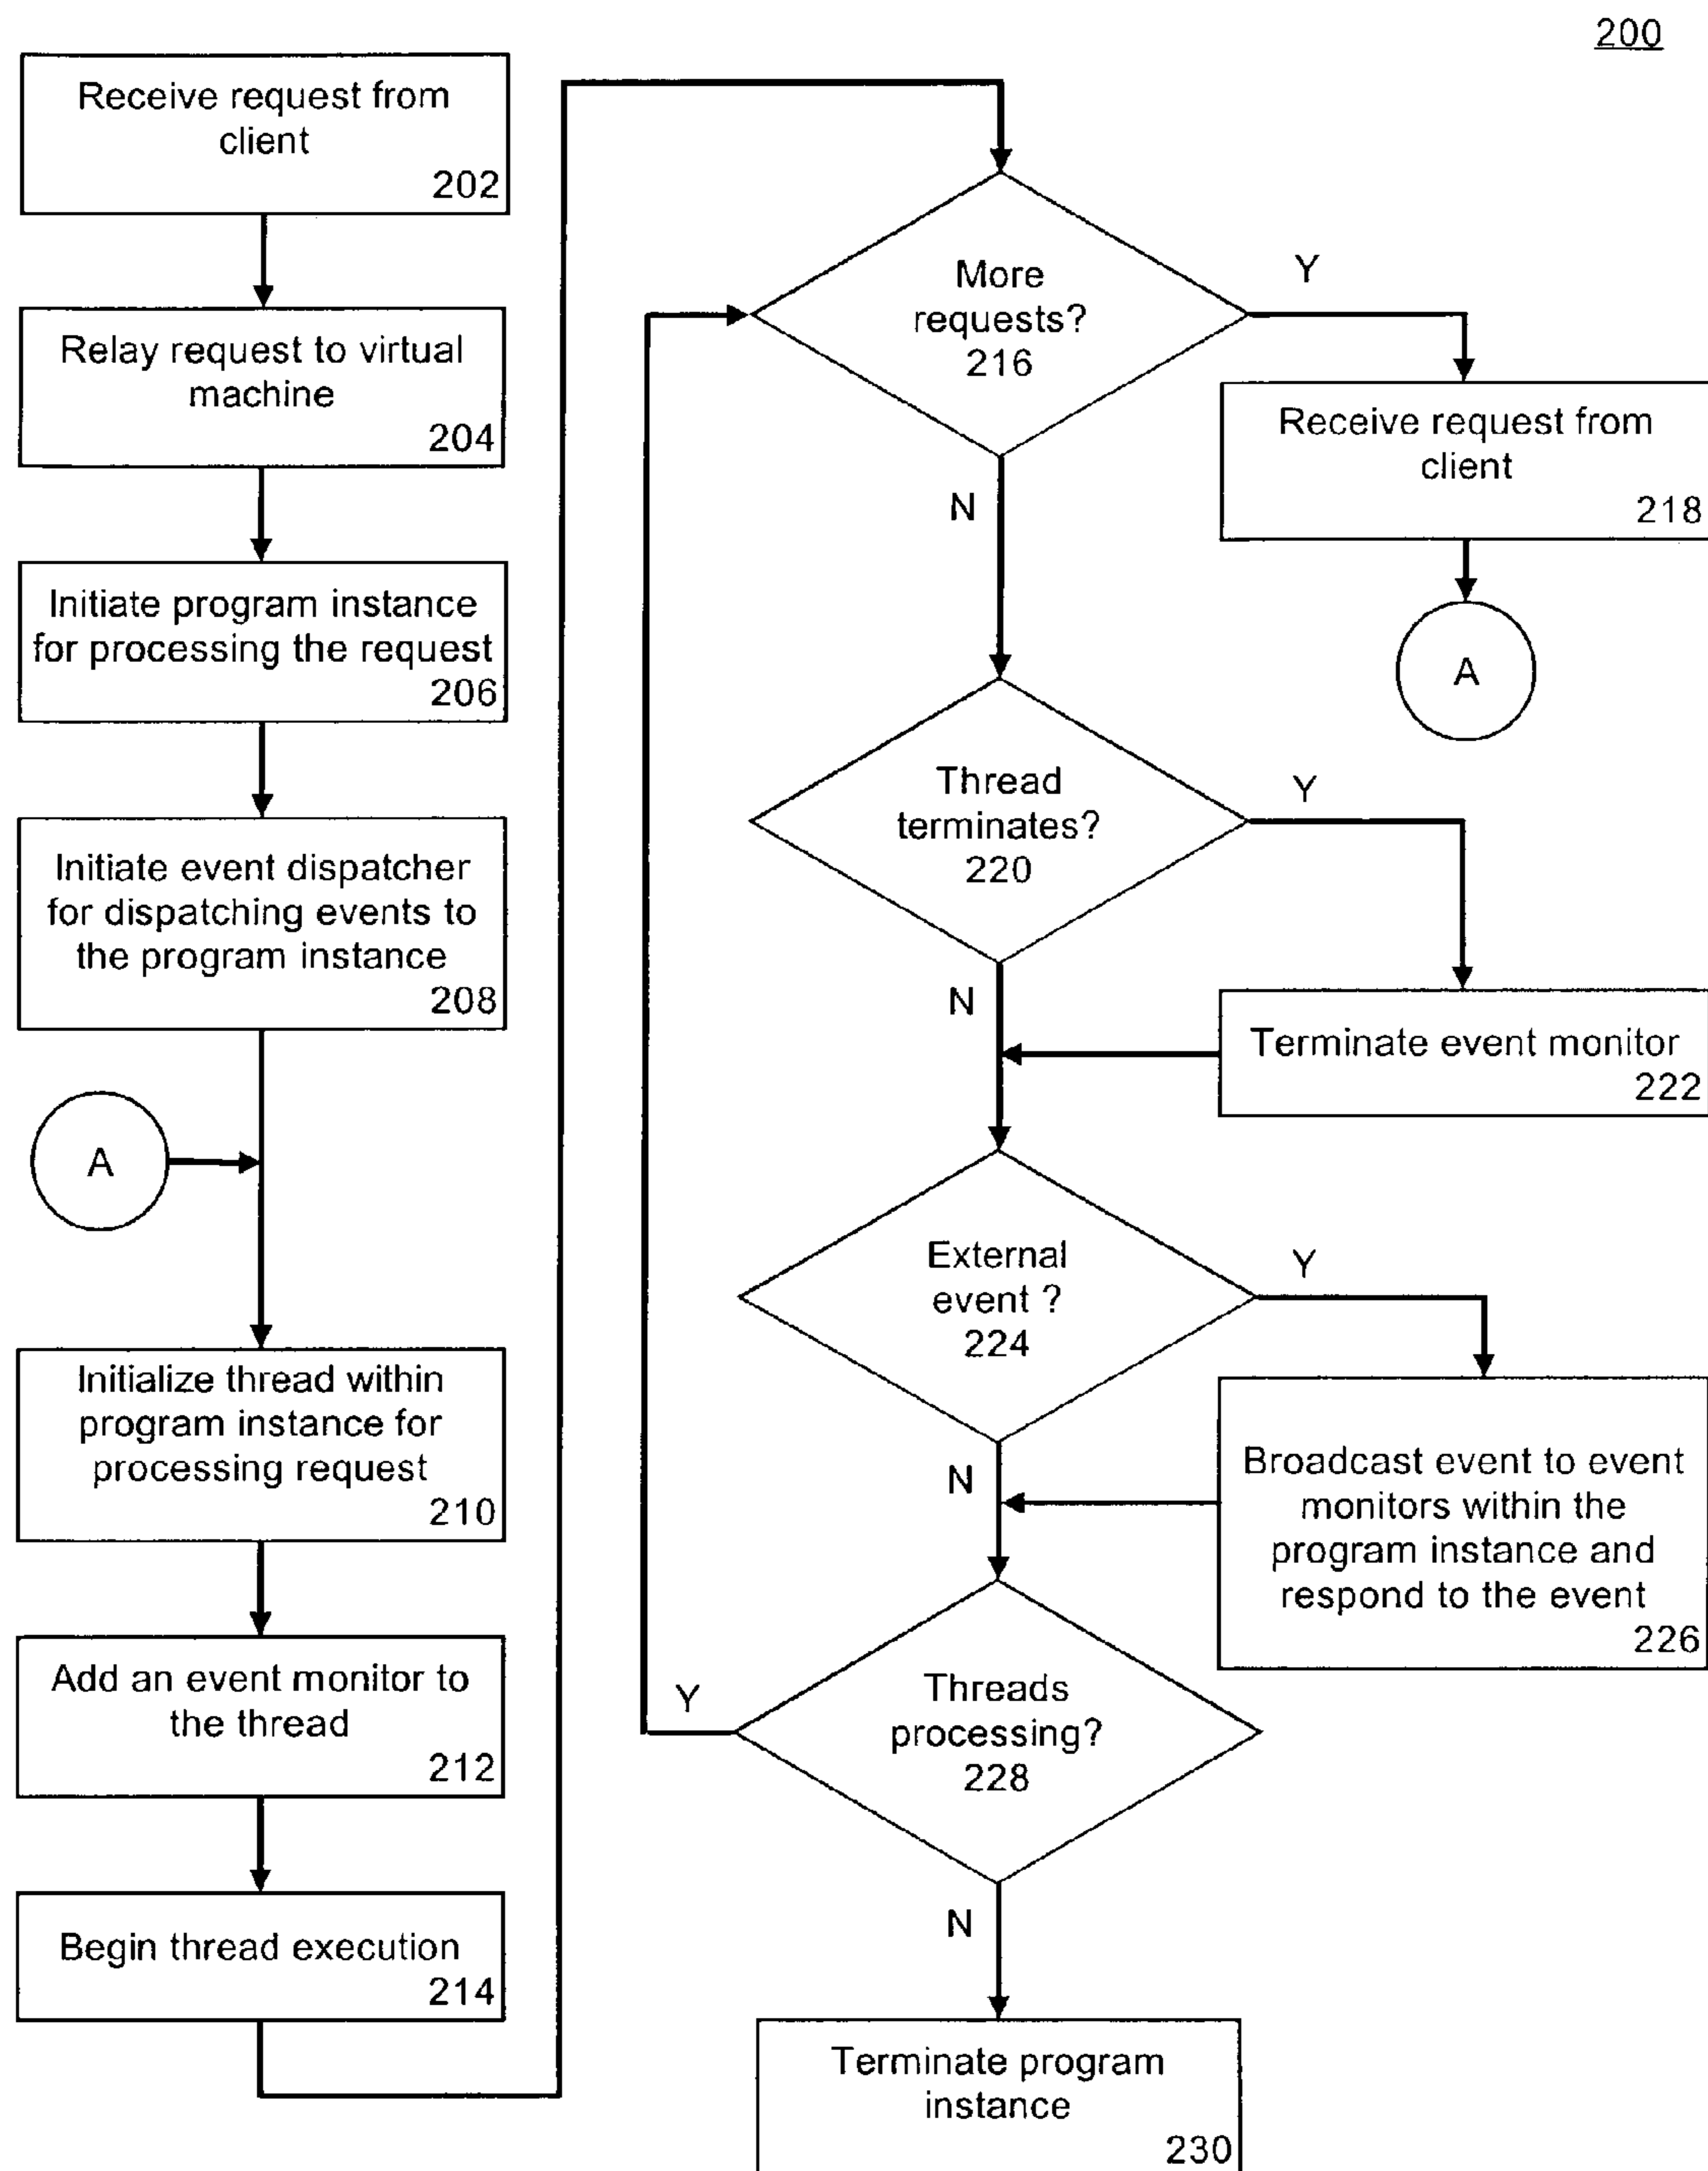 200
Receive request from
client
202
Relay request to virtual
machine
204
Initiate program instance
for processing the request
206
Initiate event dispatcher
for dispatching events to
the program instance
208
A
Initialize thread within
program instance for
processing request
210
Add an event monitor to
the thread
212
Begin thread execution
214
More
requests?
216
Y
N
Receive request from
client
218
A
Thread
terminates?
220
Y
N
Terminate event monitor
222
External
event ?
224
Y
N
Broadcast event to event
monitors within the
program instance and
respond to the event
226
Threads
processing?
228
Y
N
Terminate program
instance
230